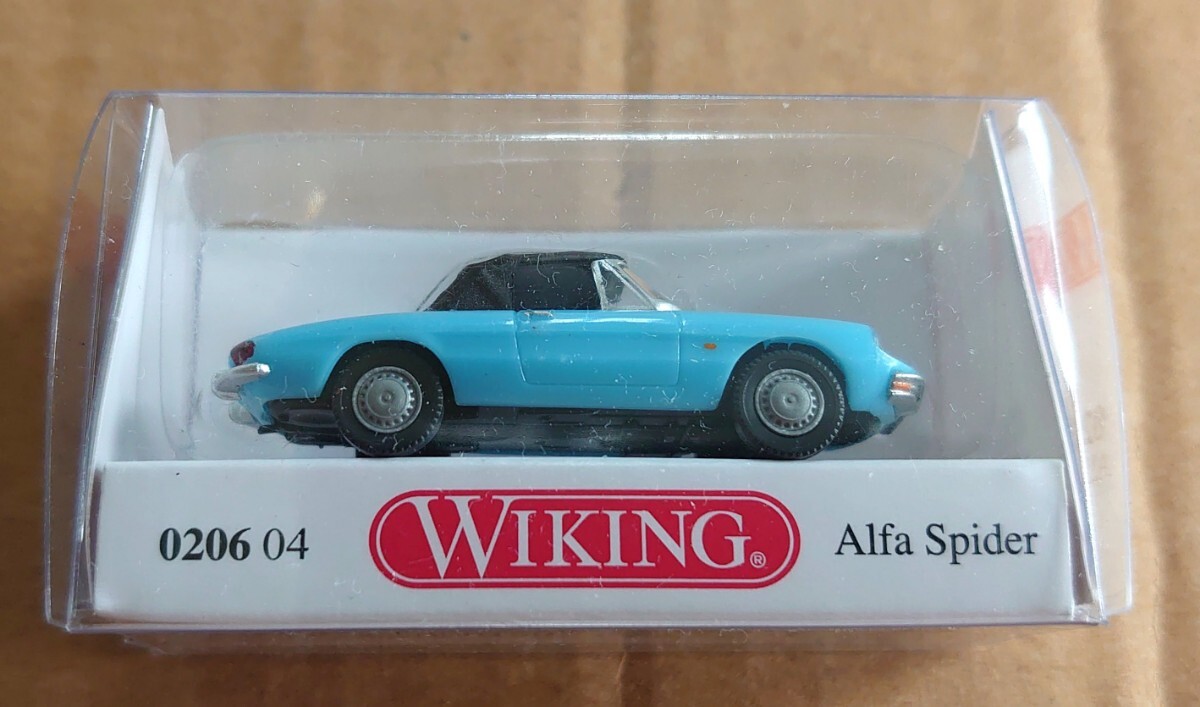 0206 04 WIKING® Alfa Spider